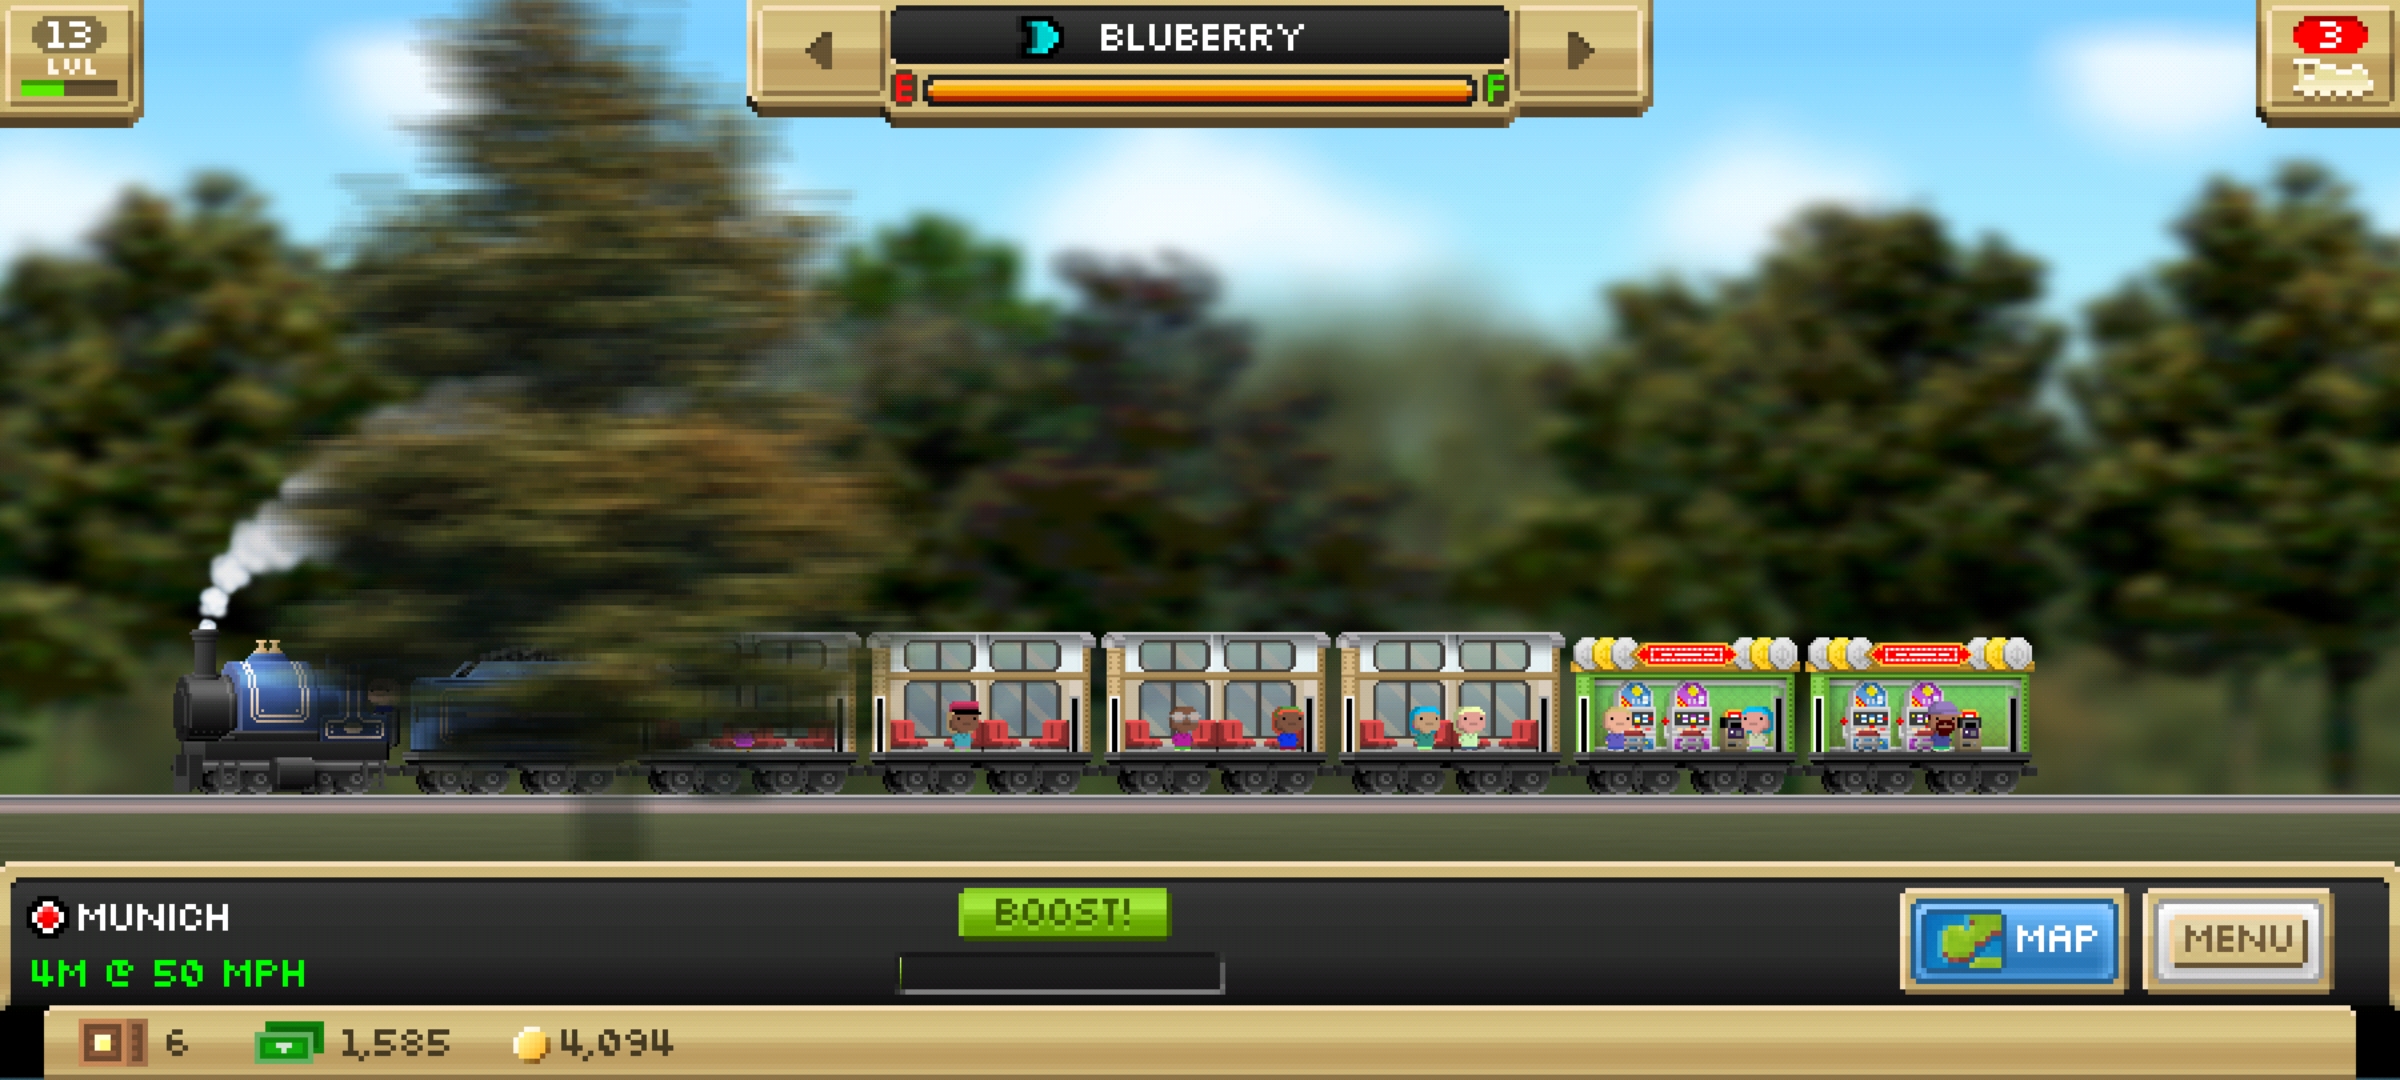 13
LVL
BLUBERRY
E F
3
MUNICH
4M @ 50 MPH
BOOST!
MAP
MENU
6
1,585
4,094